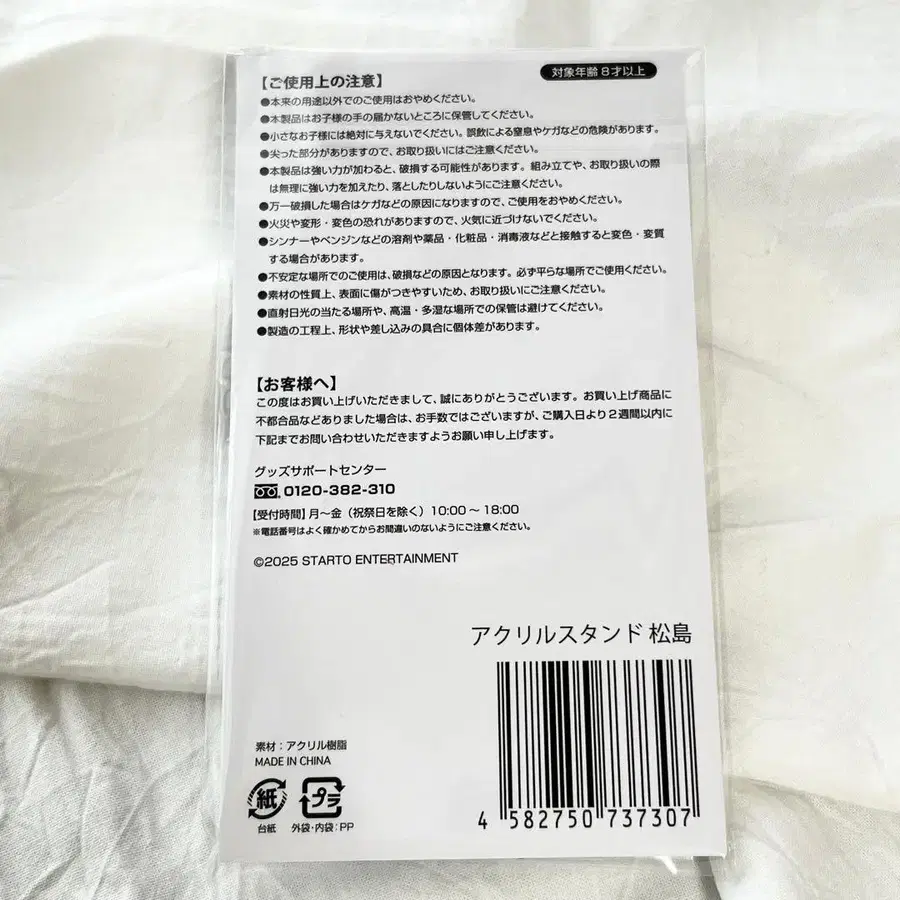 対象年齢8才以上
【ご使用上の注意】
●本来の用途以外でのご使用はおやめください。
●本製品はお子様の手の届かないところに保管してください。
●小さなお子様には絶対に与えないでください。誤飲による窒息やケガなどの危険があります。
●尖った部分がありますので、お取り扱いにはご注意ください。
●本製品は強い力が加わると、破損する可能性があります。組み立てや、お取り扱いの際
は無理に強い力を加えたり、落としたりしないようにご注意ください。
●万一破損した場合はケガなどの原因になりますので、ご使用をおやめください。
●火災や変形・変色の恐れがありますので、火気に近づけないでください。
●シンナーやベンジンなどの溶剤や薬品・化粧品・消毒液などと接触すると変色・変質
する場合があります。
●不安定な場所でのご使用は、破損などの原因となります。必ず平らな場所でご使用ください。
●素材の性質上、表面に傷がつきやすいため、お取り扱いにご注意ください。
●直射日光の当たる場所や、高温・多湿な場所での保管は避けてください。
●製造の工程上、形状や差し込みの具合に個体差があります。
【お客様へ】
この度はお買い上げいただきまして、誠にありがとうございます。お買い上げ商品に
不都合品などありました場合は、お手数ではございますが、ご購入日より2週間以内に
下記までお問い合わせいただきますようお願い申し上げます。
グッズサポートセンター
0120-382-310
【受付時間】月～金（祝祭日を除く）10:00～18:00
※電話番号はよく確かめてからお間違いのないようにご注意ください。
©2025 STARTO ENTERTAINMENT
アクリルスタンド 松島
素材：アクリル樹脂
MADE IN CHINA
紙
プラ
台紙
外袋・内袋：PP
4 582750 737307